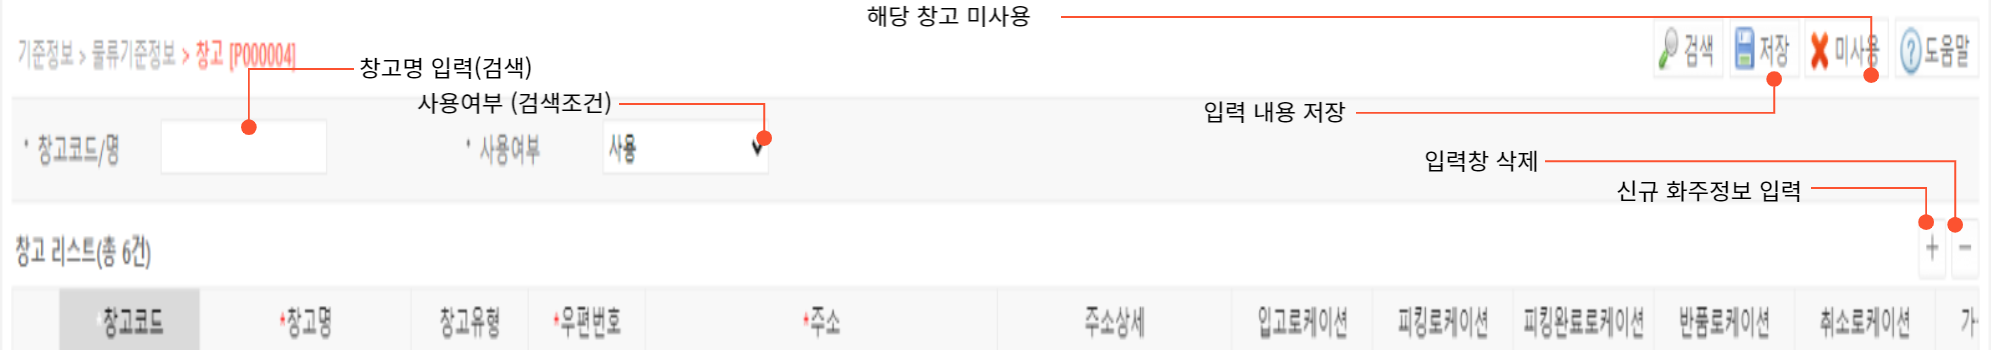 해당 창고 미사용
기준정보 > 물류기준정보 > 창고 [P000004]
검색 저장 미사용 도움말
창고명 입력(검색)
사용여부 (검색조건)
입력 내용 저장
· 창고코드/명 · 사용여부 사용
입력창 삭제
신규 화주정보 입력
창고 리스트(총 6건) + −
창고코드 *창고명 창고유형 *우편번호 *주소 주소상세 입고로케이션 피킹로케이션 피킹완료로케이션 반품로케이션 취소로케이션 가